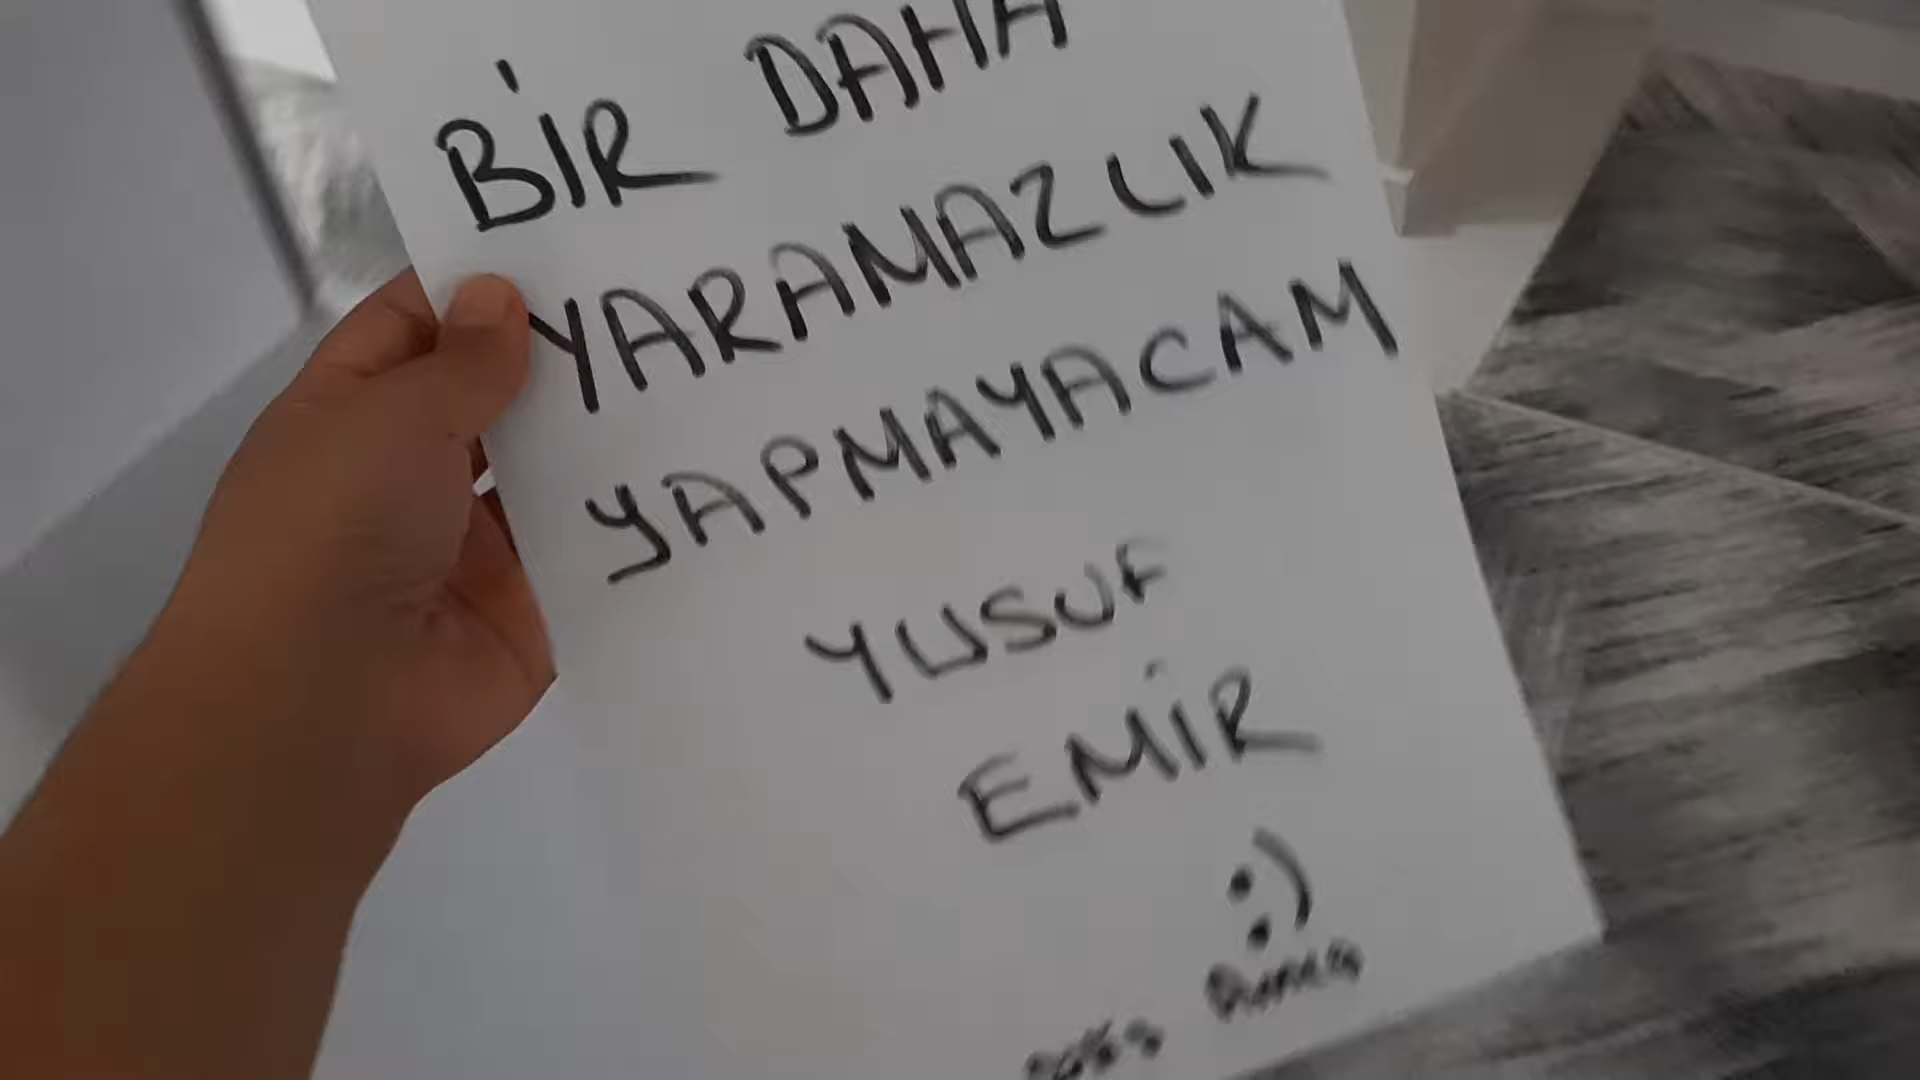 BİR DAHA
YARAMAZLIK
YAPMAYACAM
YUSUF
EMİR
:)